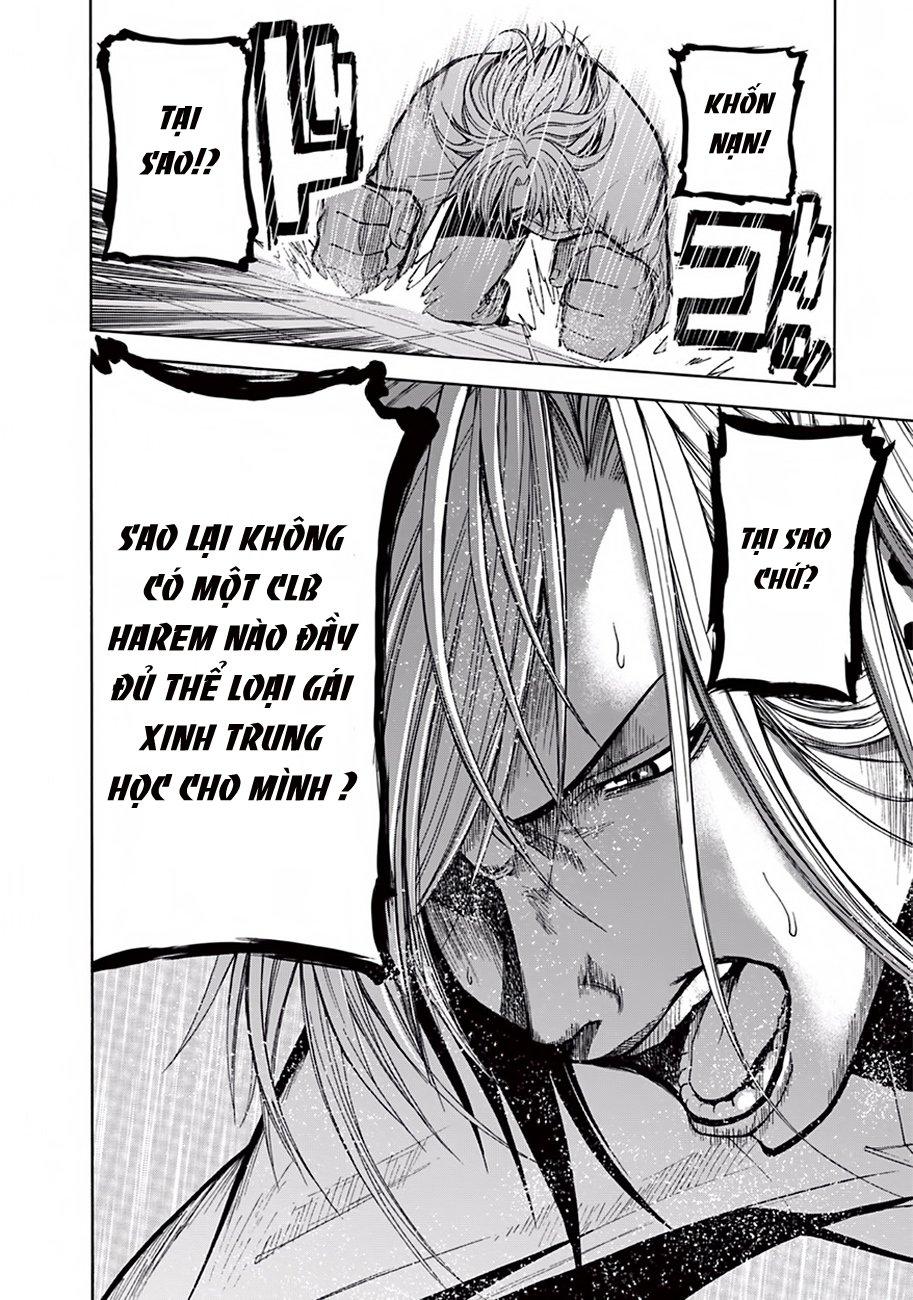 KHỐN
NẠN!
TẠI
SAO!?
TẠI SAO
CHỨ?
SAO LẠI KHÔNG
CÓ MỘT CLB
HAREM NÀO ĐẦY
ĐỦ THỂ LOẠI GÁI
XINH TRUNG
HỌC CHO MÌNH ?